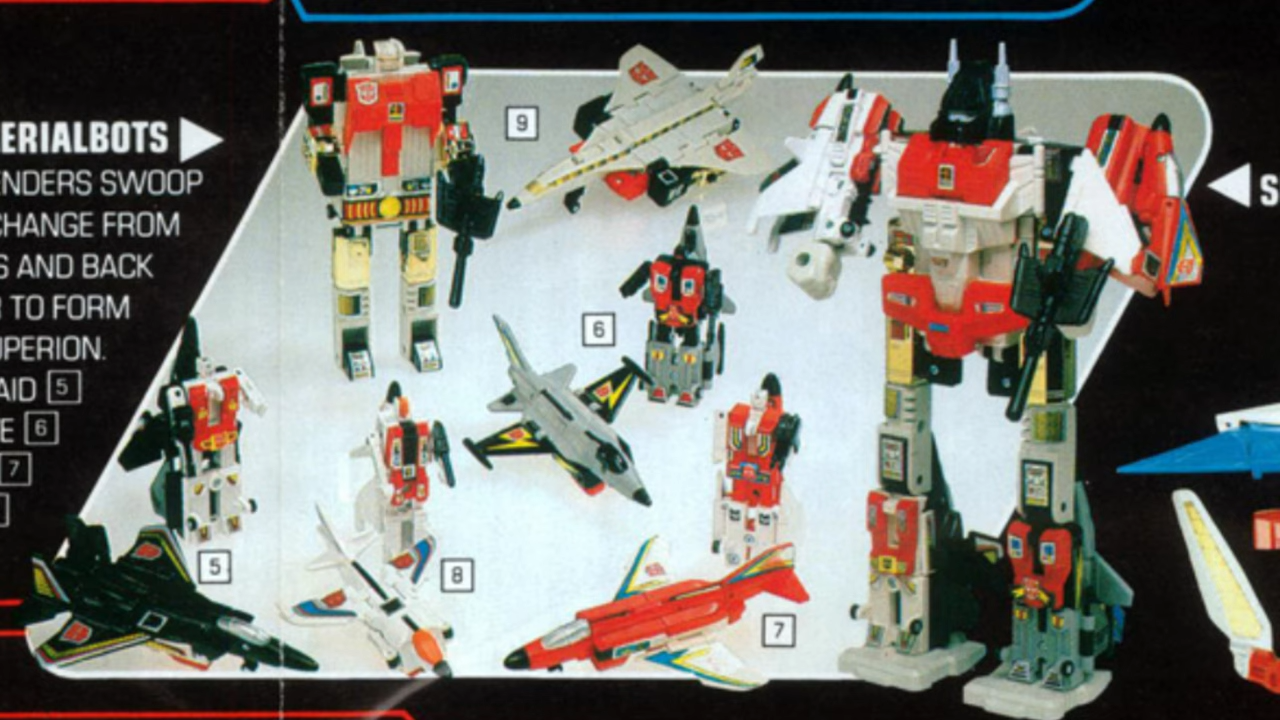 ERIALBOTS
ENDERS SWOOP
CHANGE FROM
S AND BACK
R TO FORM
UPERION.
AID 5
E 6
7
9
6
5
8
7
S